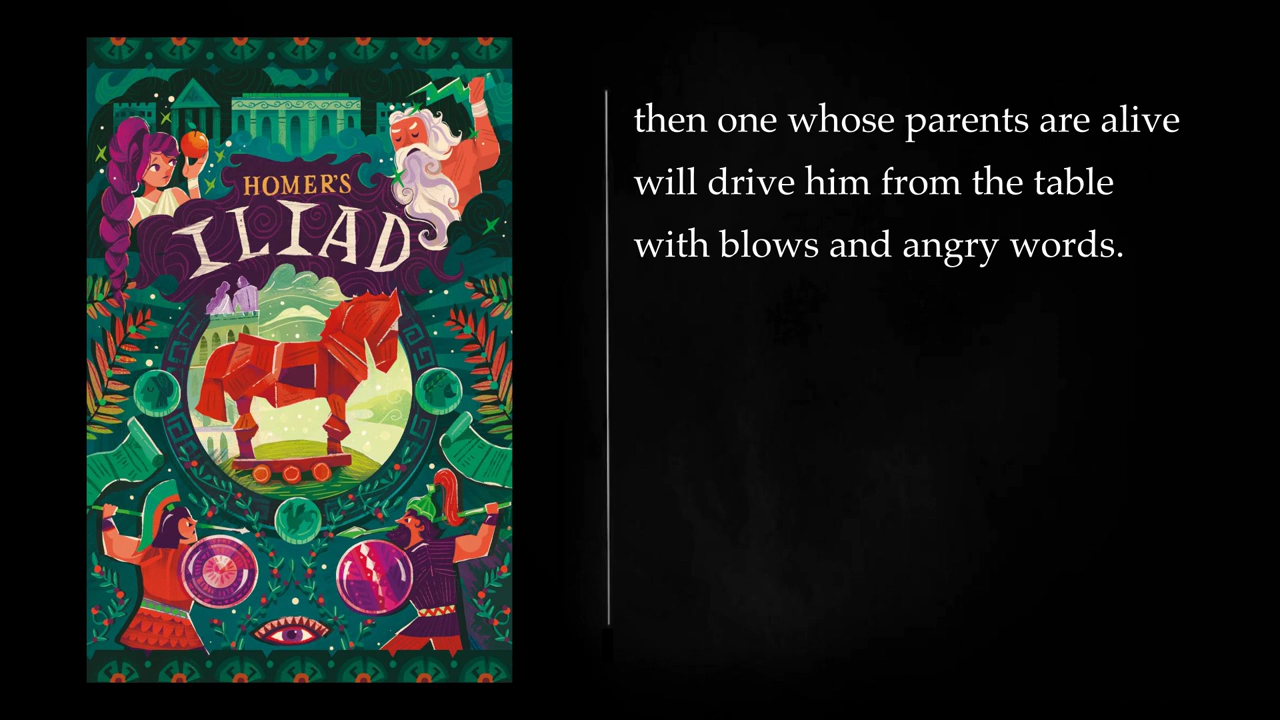 HOMER'S
ILIAD
then one whose parents are alive
will drive him from the table
with blows and angry words.